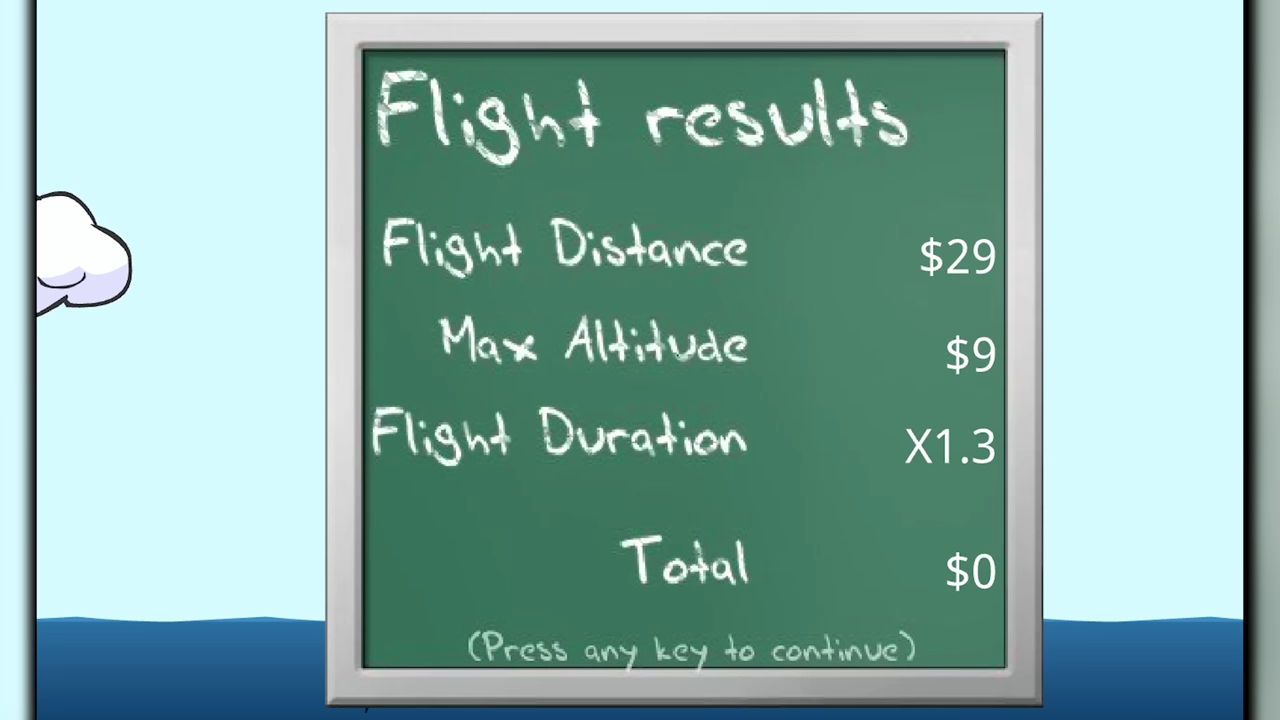 Flight results
Flight Distance $29
Max Altitude $9
Flight Duration X1.3
Total $0
(Press any key to continue)